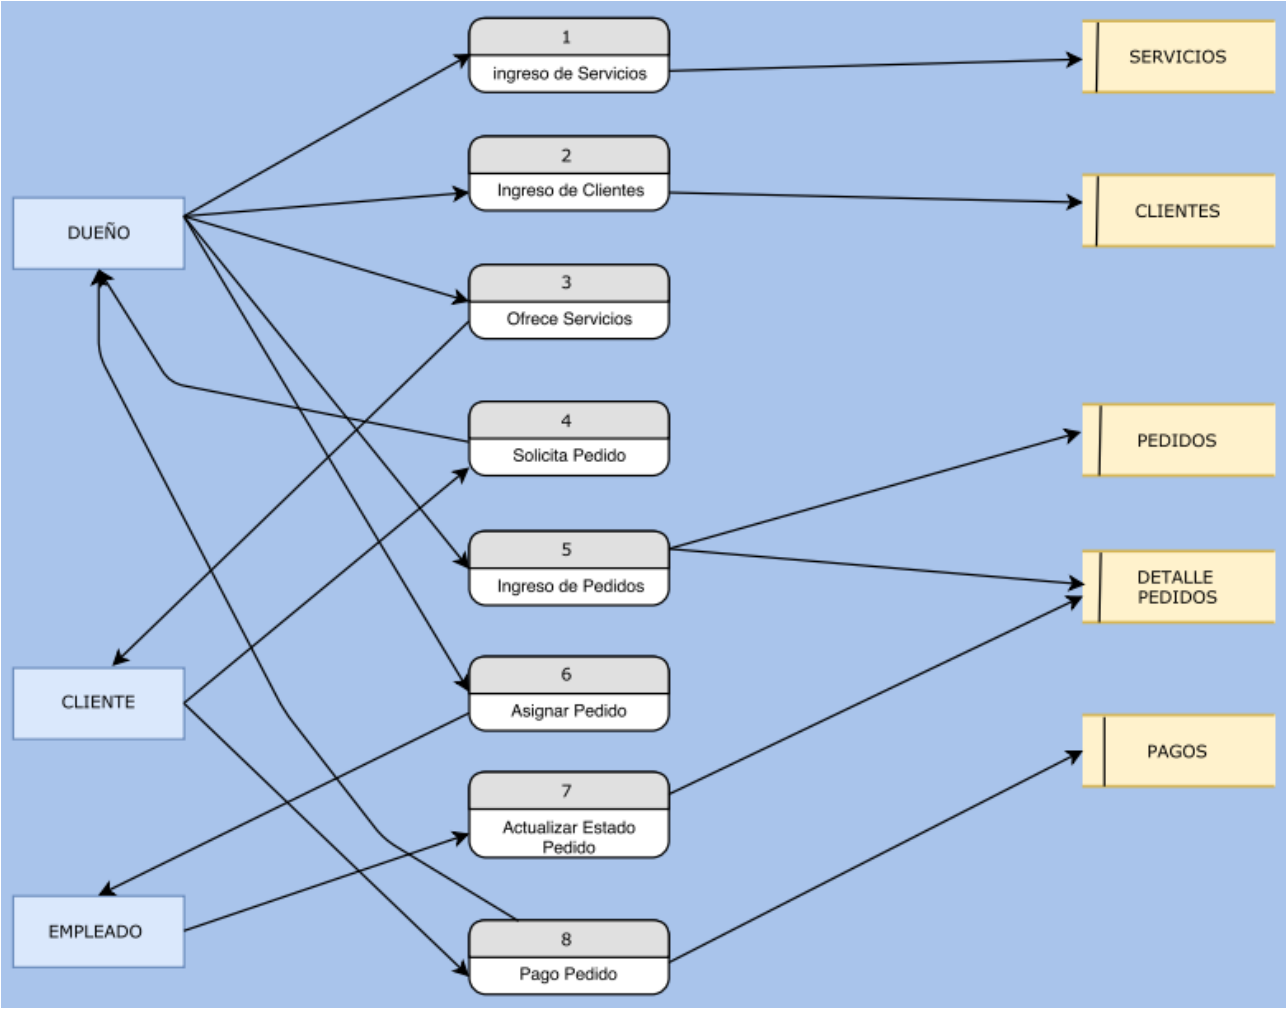 1
ingreso de Servicios
SERVICIOS
2
Ingreso de Clientes
CLIENTES
DUEÑO
3
Ofrece Servicios
4
Solicita Pedido
PEDIDOS
5
Ingreso de Pedidos
DETALLE
PEDIDOS
CLIENTE
6
Asignar Pedido
PAGOS
7
Actualizar Estado
Pedido
EMPLEADO
8
Pago Pedido